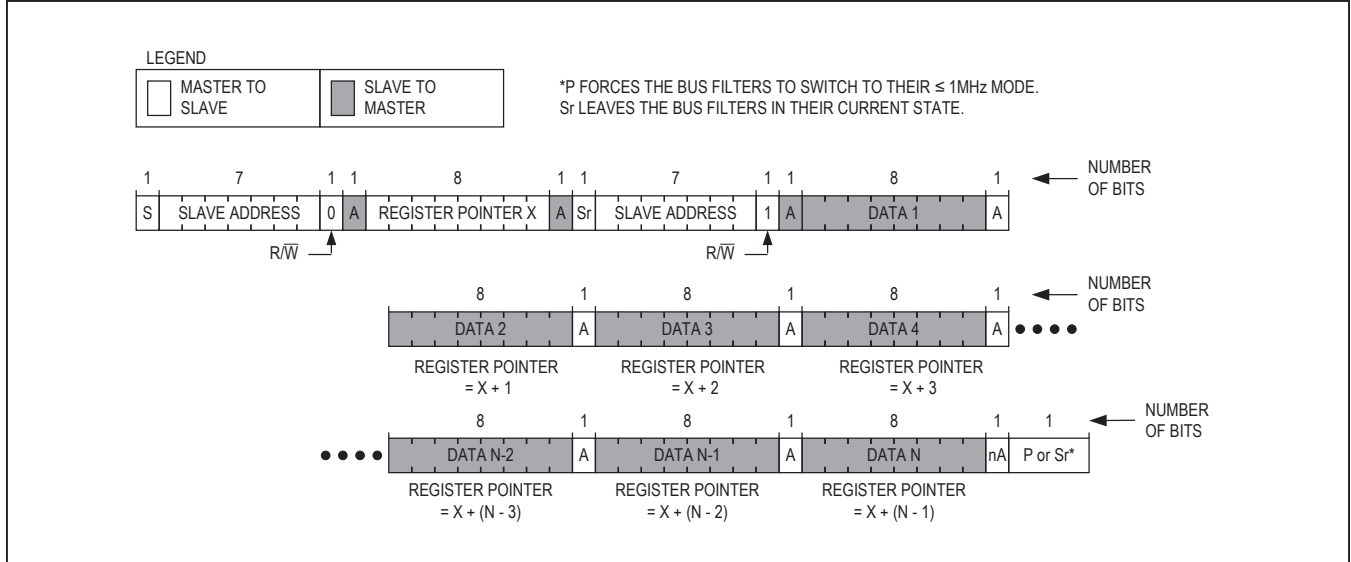 LEGEND
MASTER TO
SLAVE
SLAVE TO
MASTER
*P FORCES THE BUS FILTERS TO SWITCH TO THEIR ≤ 1MHz MODE.
Sr LEAVES THE BUS FILTERS IN THEIR CURRENT STATE.
1 7 1 1 8 1 1 7 1 1 8 1
NUMBER
OF BITS
S SLAVE ADDRESS 0 A REGISTER POINTER X A Sr SLAVE ADDRESS 1 A DATA 1 A
R/W̅ R/W̅
8 1 8 1 8 1
NUMBER
OF BITS
DATA 2 A DATA 3 A DATA 4 A
REGISTER POINTER
= X + 1
REGISTER POINTER
= X + 2
REGISTER POINTER
= X + 3
8 1 8 1 8 1 1
NUMBER
OF BITS
DATA N-2 A DATA N-1 A DATA N nA P or Sr*
REGISTER POINTER
= X + (N - 3)
REGISTER POINTER
= X + (N - 2)
REGISTER POINTER
= X + (N - 1)